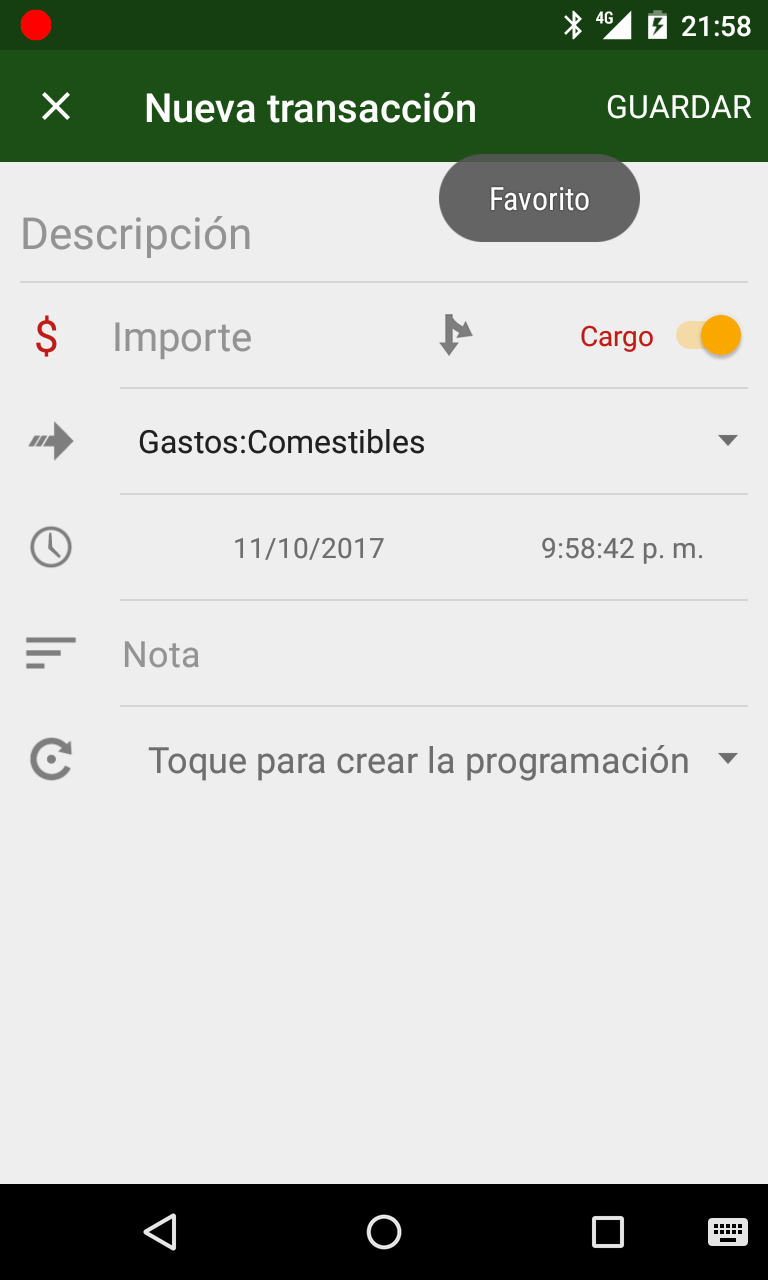 4G 21:58
Nueva transacción GUARDAR
Favorito
Descripción
$ Importe Cargo
Gastos:Comestibles
11/10/2017 9:58:42 p. m.
Nota
Toque para crear la programación